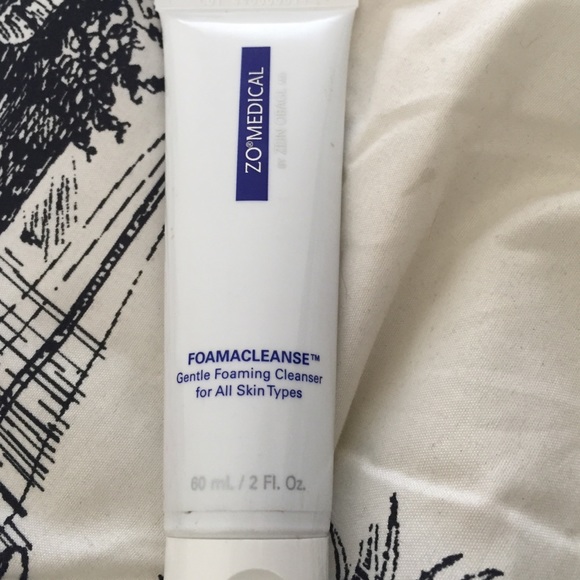 ZO®MEDICAL
FOAMACLEANSE™
Gentle Foaming Cleanser
for All Skin Types
60 mL / 2 Fl. Oz.